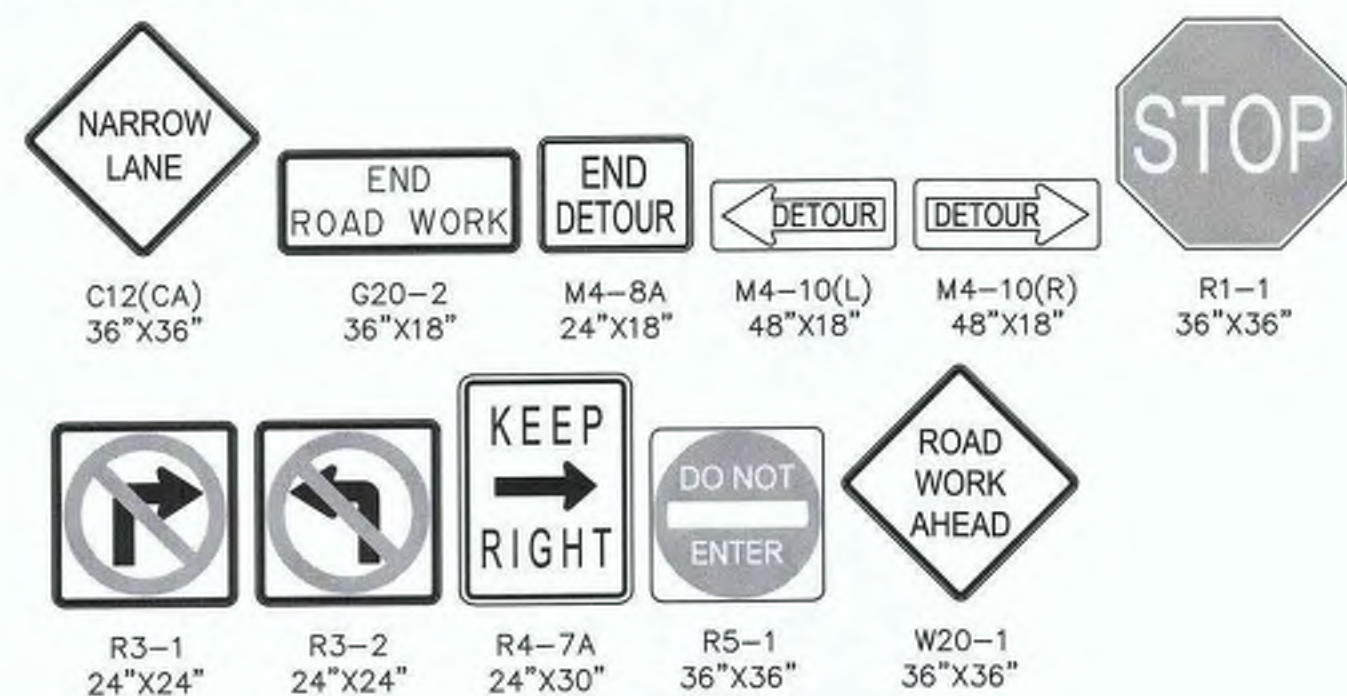 NARROW
LANE
C12(CA)
36"X36"
END
ROAD WORK
G20-2
36"X18"
END
DETOUR
M4-8A
24"X18"
DETOUR
M4-10(L)
48"X18"
DETOUR
M4-10(R)
48"X18"
STOP
R1-1
36"X36"
R3-1
24"X24"
R3-2
24"X24"
KEEP
RIGHT
R4-7A
24"X30"
DO NOT
ENTER
R5-1
36"X36"
ROAD
WORK
AHEAD
W20-1
36"X36"